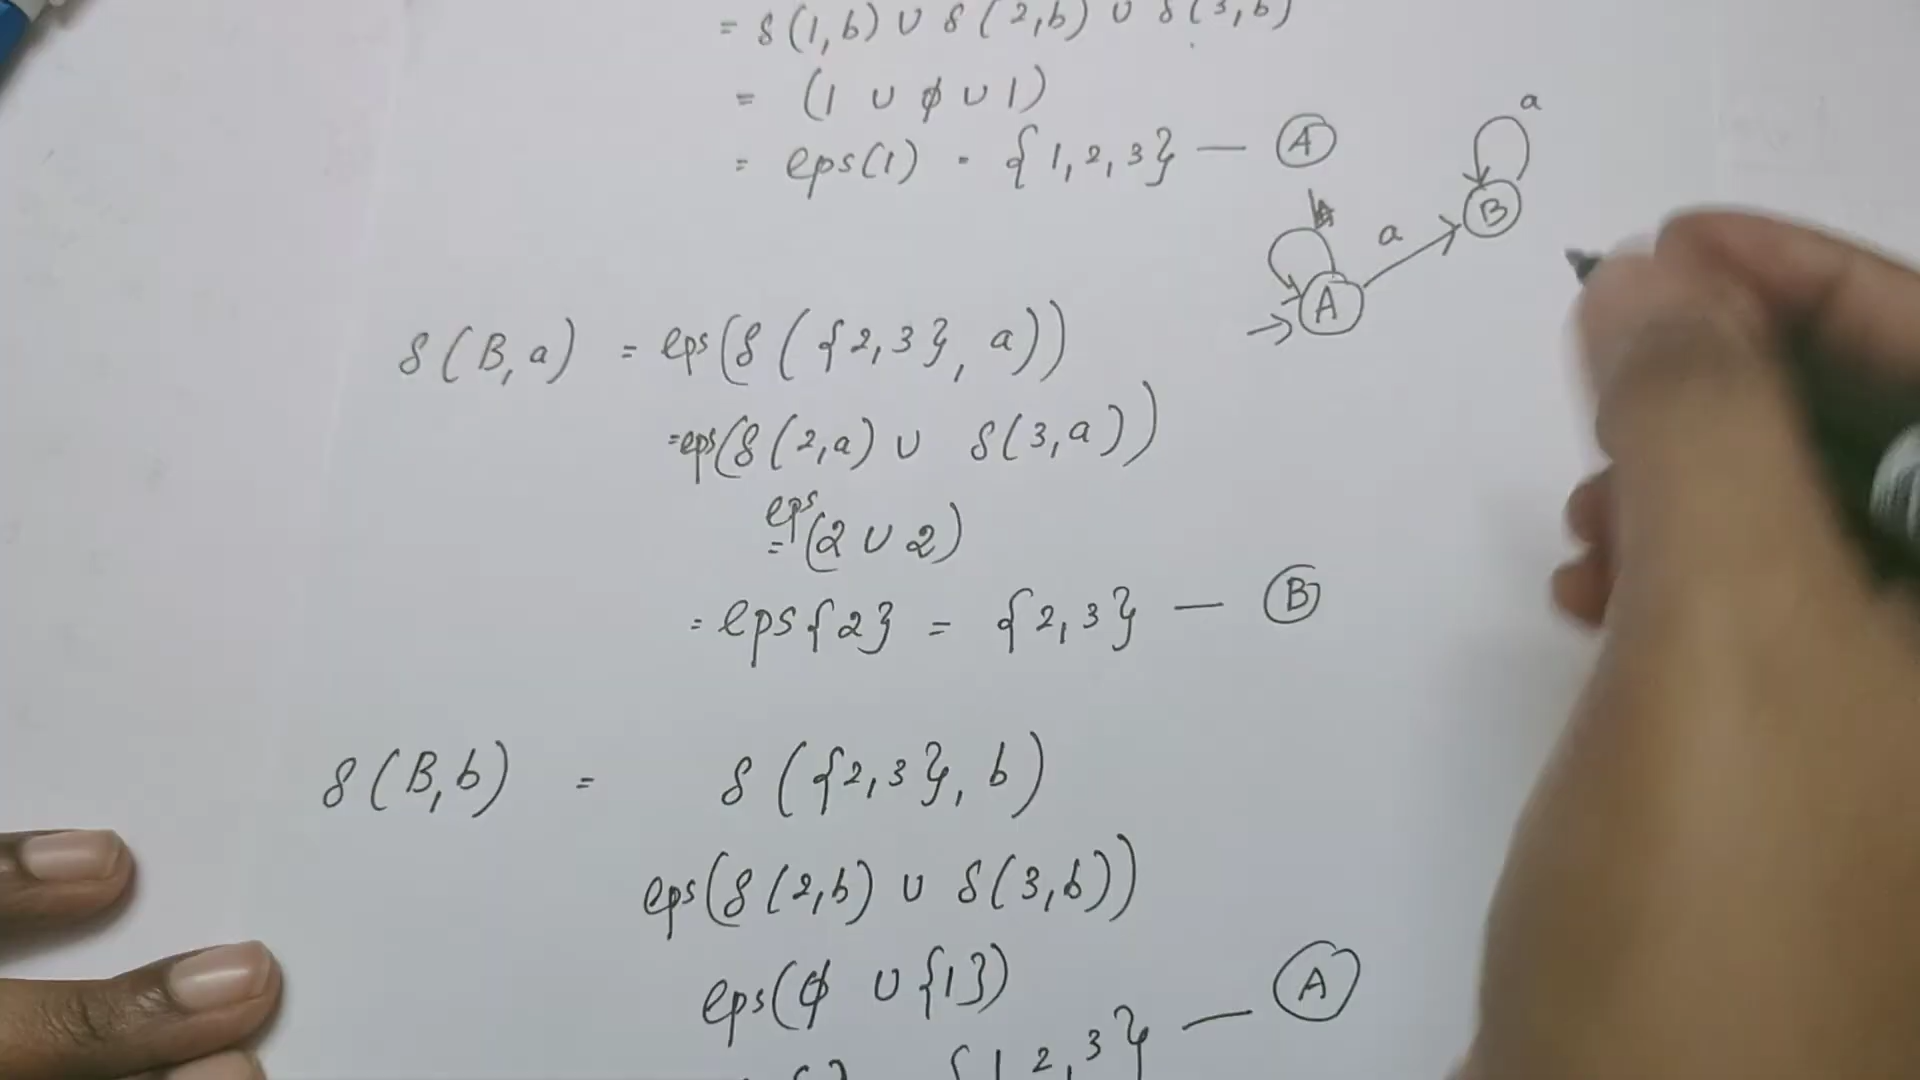 = δ(1,b) ∪ δ(2,b) ∪ δ(3,b)
= (1 ∪ ϕ ∪ 1)
= eps(1) = {1,2,3} — A
a
B
a
A
δ(B,a) = eps(δ({2,3}, a))
=eps(δ(2,a) ∪ δ(3,a))
eps
= (2 ∪ 2)
= eps{2} = {2,3} — B
δ(B,b) = δ({2,3}, b)
eps(δ(2,b) ∪ δ(3,b))
eps(ϕ ∪ {1})
{1,2,3} — A